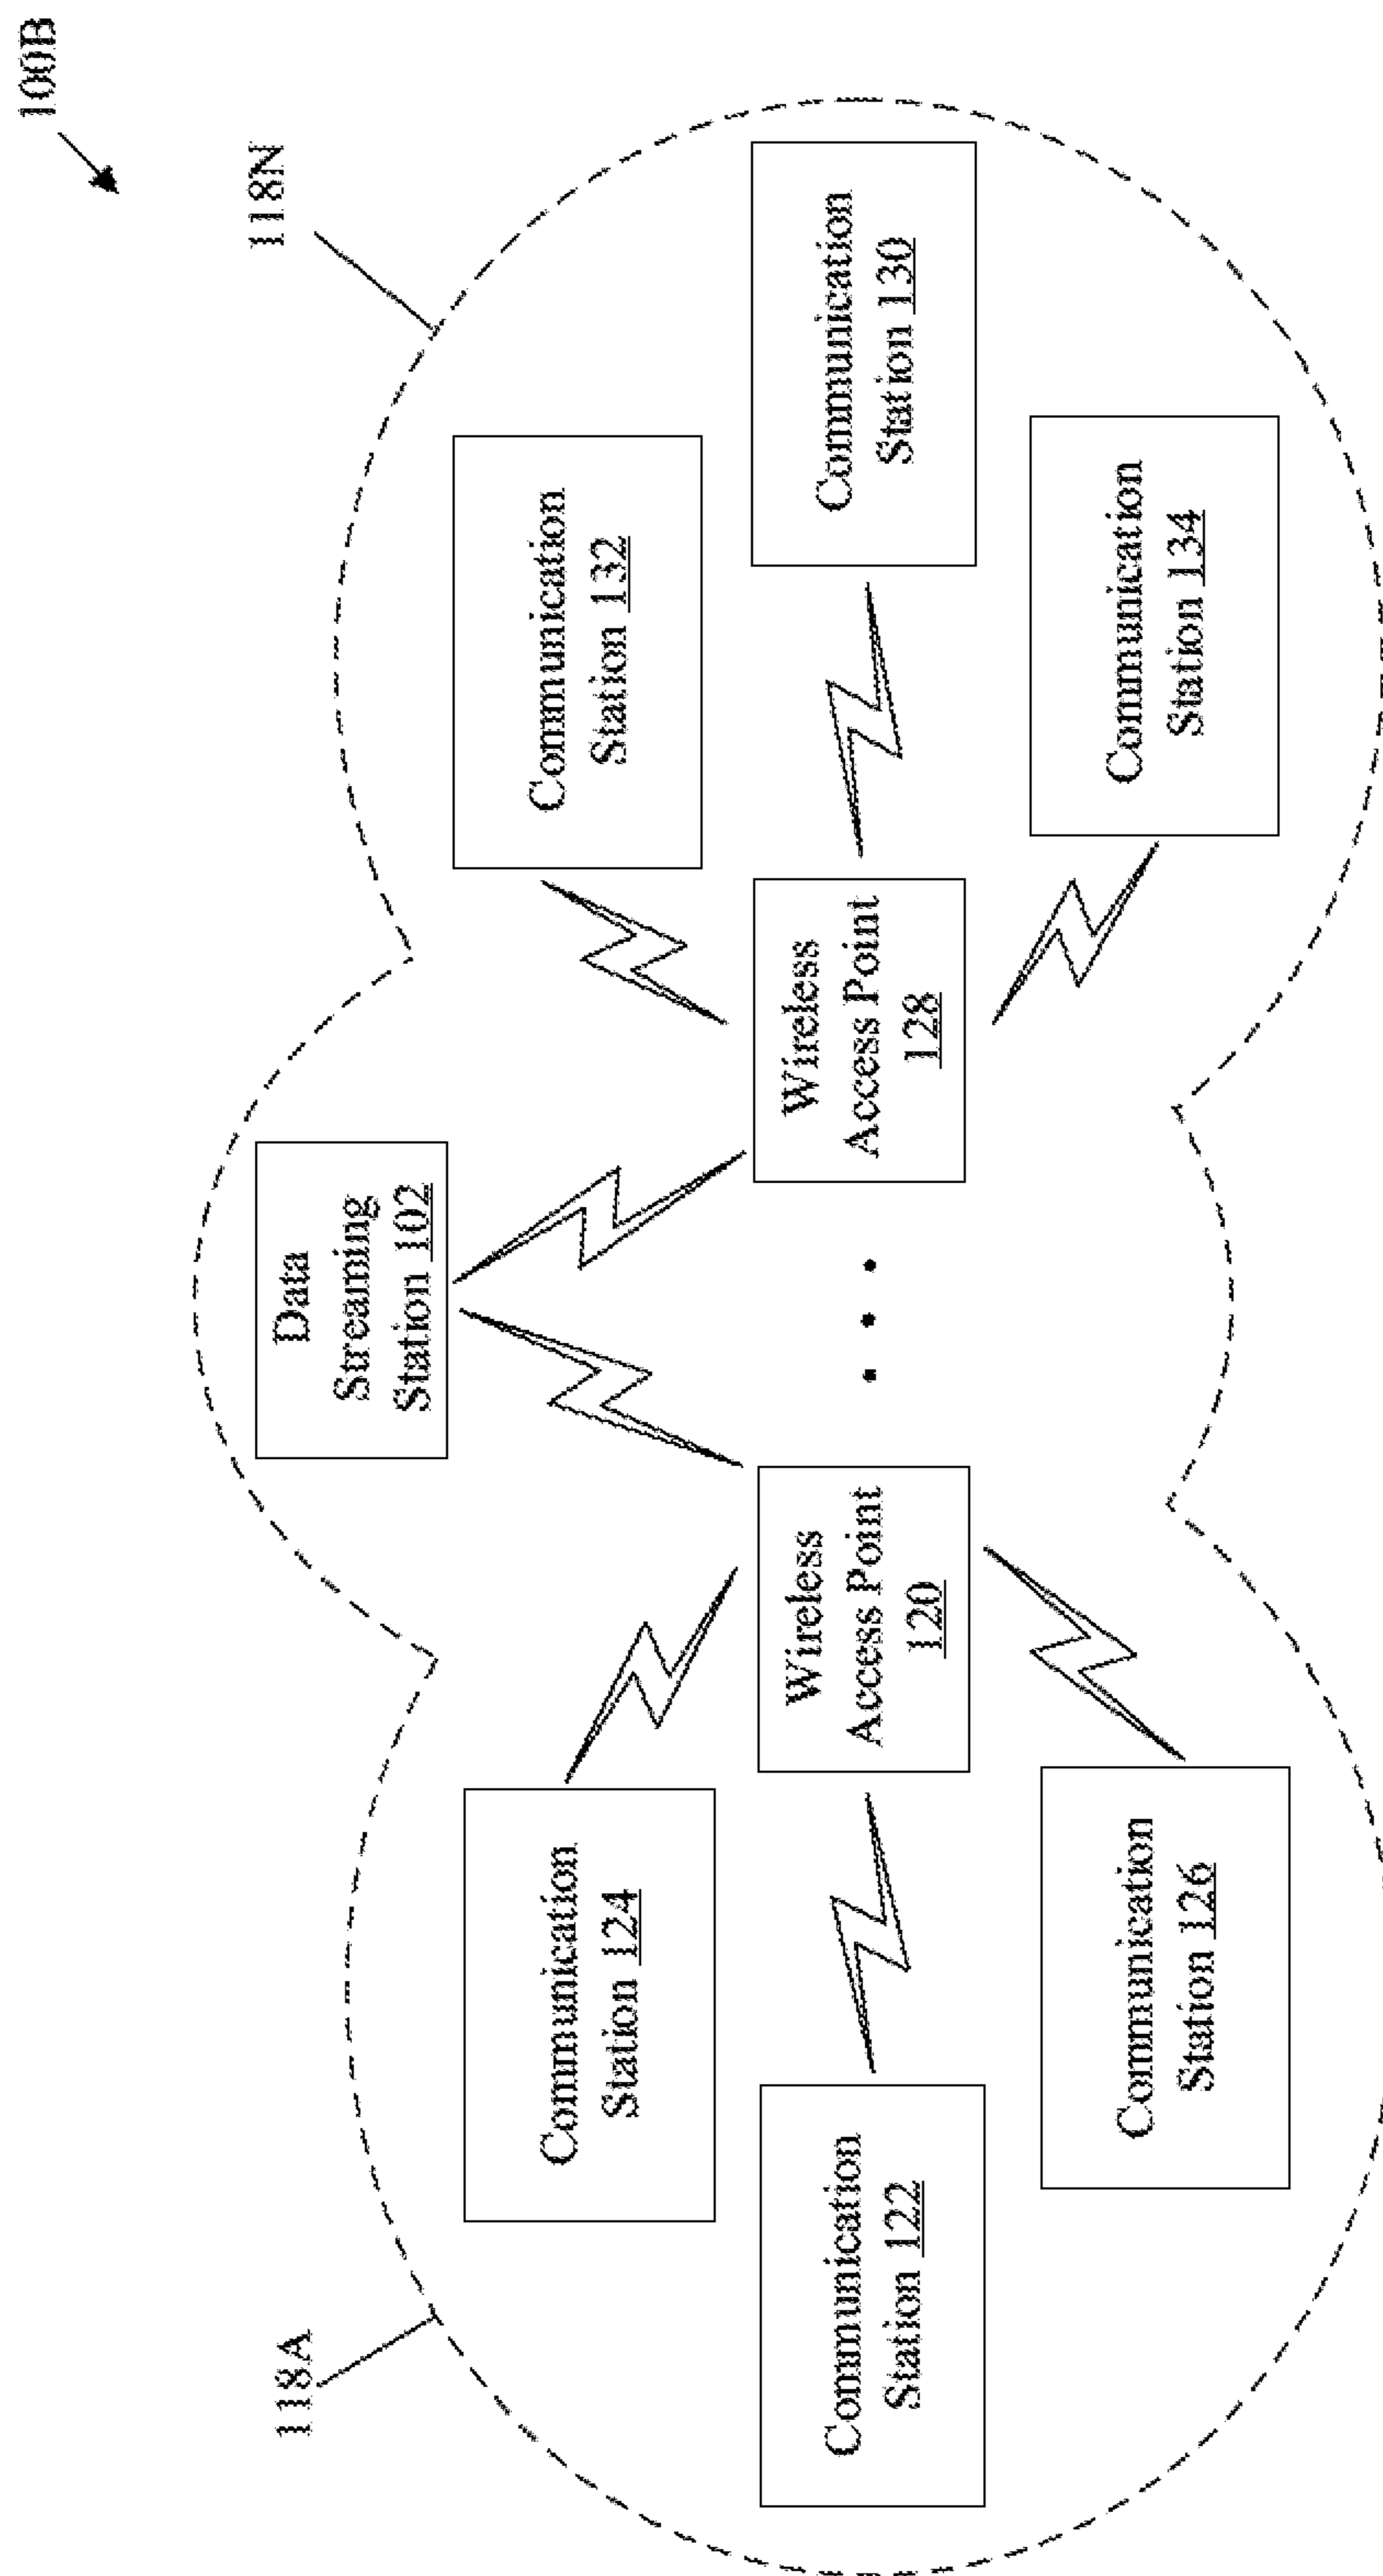 100B
118A
118N
Data
Streaming
Station 102
Communication
Station 124
Communication
Station 132
Communication
Station 122
Wireless
Access Point
120
Wireless
Access Point
128
Communication
Station 130
Communication
Station 126
Communication
Station 134